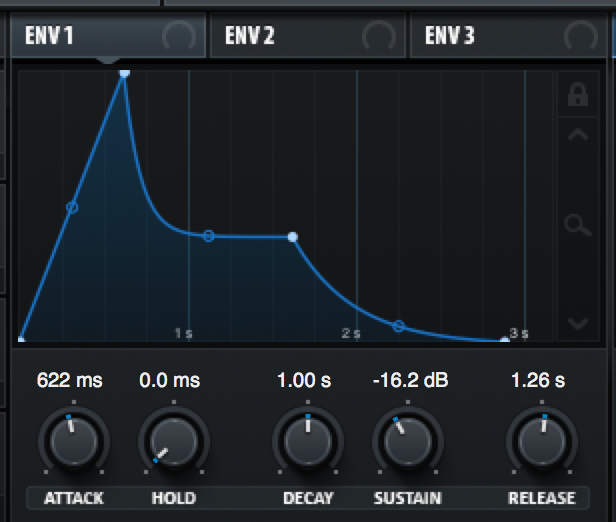 ENV 1 ENV 2 ENV 3
1 s 2 s 3 s
622 ms 0.0 ms 1.00 s -16.2 dB 1.26 s
ATTACK HOLD DECAY SUSTAIN RELEASE